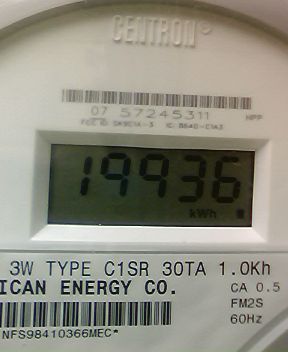 CENTRON®
07 57245311
HPP
19936
kWh
3W TYPE C1SR 30TA 1.0Kh
ICAN ENERGY CO.
CA 0.5
FM2S
60Hz
NFS98410366MEC*